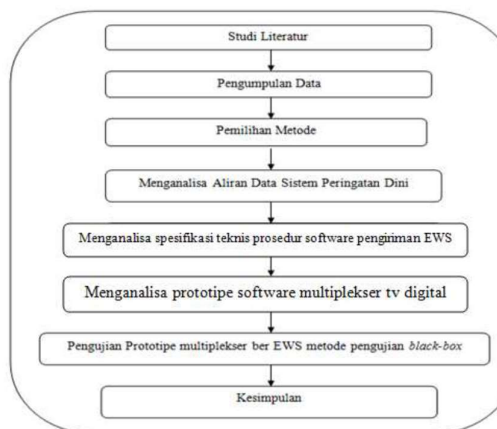 Studi Literatur
Pengumpulan Data
Pemilihan Metode
Menganalisa Aliran Data Sistem Peringatan Dini
Menganalisa spesifikasi teknis prosedur software pengiriman EWS
Menganalisa prototipe software multiplekser tv digital
Pengujian Prototipe multiplekser ber EWS metode pengujian black-box
Kesimpulan